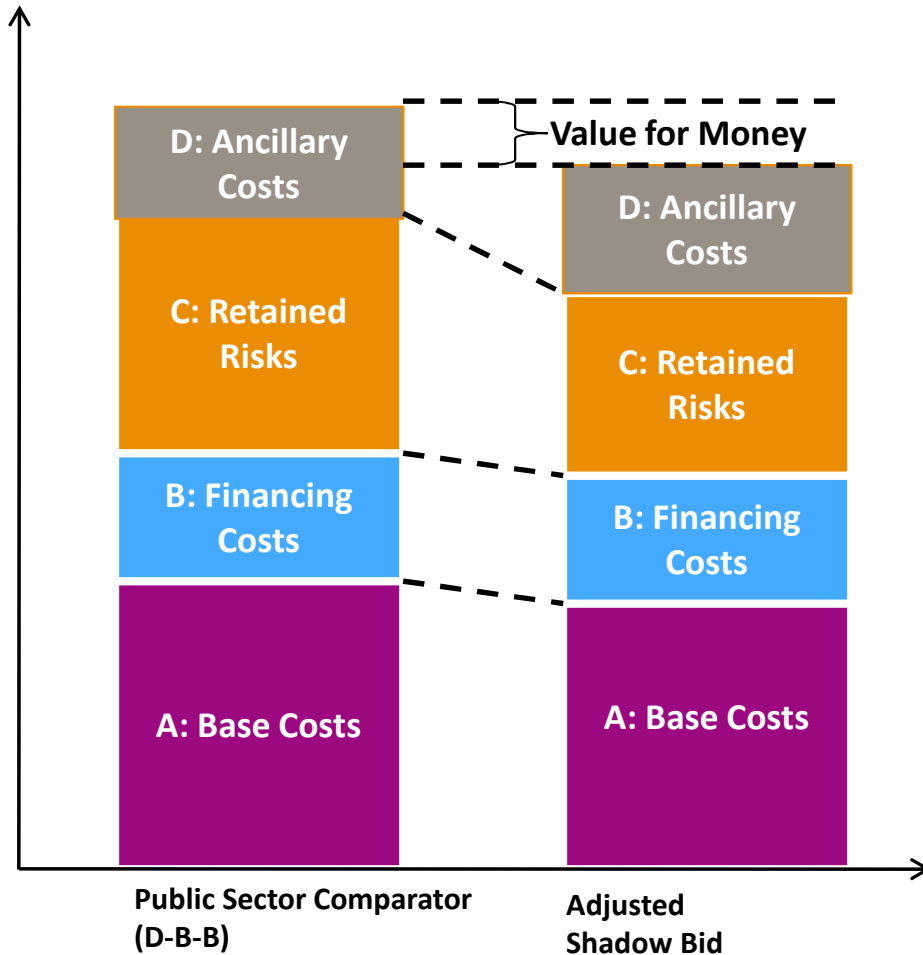 D: Ancillary
Costs
C: Retained
Risks
B: Financing
Costs
A: Base Costs
Value for Money
D: Ancillary
Costs
C: Retained
Risks
B: Financing
Costs
A: Base Costs
Public Sector Comparator
(D-B-B)
Adjusted
Shadow Bid